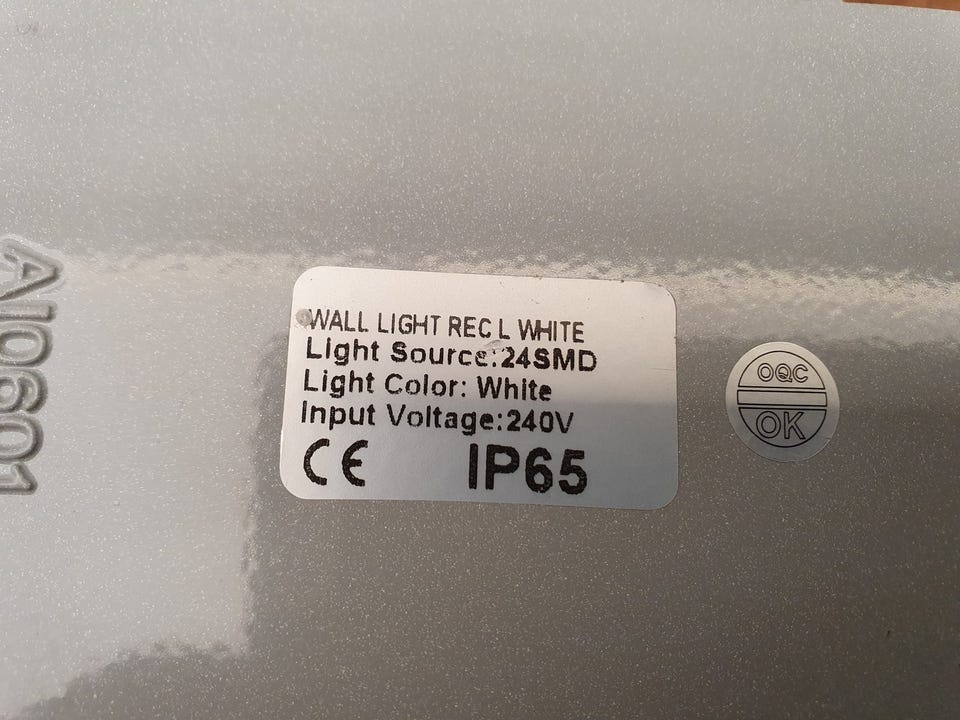 WALL LIGHT REC L WHITE
Light Source:24SMD
Light Color: White
Input Voltage:240V
CE IP65
OQC
OK
AI0601